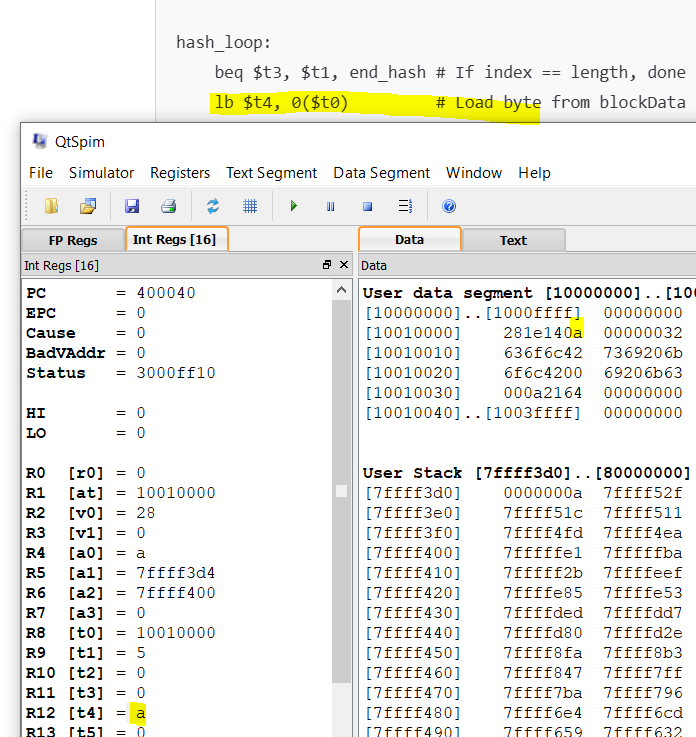 hash_loop:
beq $t3, $t1, end_hash # If index == length, done
lb $t4, 0($t0) # Load byte from blockData
QtSpim
File Simulator Registers Text Segment Data Segment Window Help
FP Regs Int Regs [16] Data Text
Int Regs [16] Data
PC = 400040
EPC = 0
Cause = 0
BadVAddr = 0
Status = 3000ff10
HI = 0
LO = 0
R0 [r0] = 0
R1 [at] = 10010000
R2 [v0] = 28
R3 [v1] = 0
R4 [a0] = a
R5 [a1] = 7ffff3d4
R6 [a2] = 7ffff400
R7 [a3] = 0
R8 [t0] = 10010000
R9 [t1] = 5
R10 [t2] = 0
R11 [t3] = 0
R12 [t4] = a
R13 [t5] = 0
User data segment [10000000]..[100
[10000000]..[1000ffff] 00000000
[10010000] 281e140a 00000032
[10010010] 636f6c42 7369206b
[10010020] 6f6c4200 69206b63
[10010030] 000a2164 00000000
[10010040]..[1003ffff] 00000000
User Stack [7ffff3d0]..[80000000]
[7ffff3d0] 0000000a 7ffff52f
[7ffff3e0] 7ffff51c 7ffff511
[7ffff3f0] 7ffff4fd 7ffff4ea
[7ffff400] 7fffffe1 7fffffba
[7ffff410] 7fffff2b 7ffffeef
[7ffff420] 7ffffe85 7ffffe53
[7ffff430] 7ffffded 7ffffdd7
[7ffff440] 7ffffd80 7ffffd2e
[7ffff450] 7ffff8fa 7ffff8b3
[7ffff460] 7ffff847 7ffff7ff
[7ffff470] 7ffff7ba 7ffff796
[7ffff480] 7ffff6e4 7ffff6cd
[7ffff490] 7ffff659 7ffff632